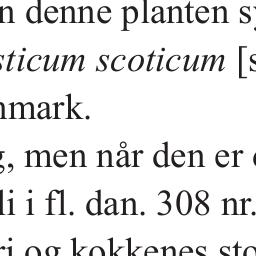 n denne planten sy
sticum scoticum [s
nmark.
g, men når den er
li i fl. dan. 308 nr.
ri og kokkenes sto